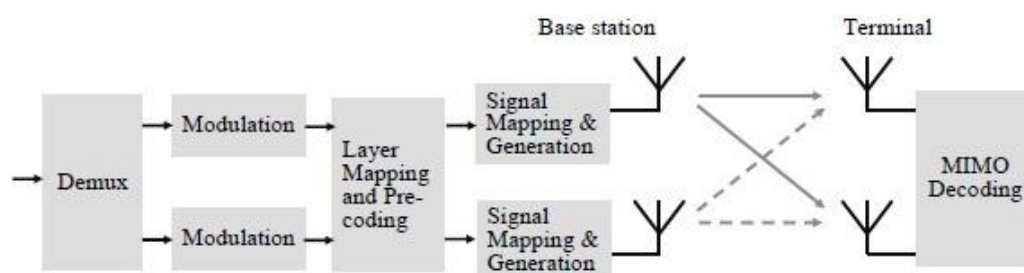 Base station
Terminal
Demux
Modulation
Modulation
Layer
Mapping
and Pre-
coding
Signal
Mapping &
Generation
Signal
Mapping &
Generation
MIMO
Decoding